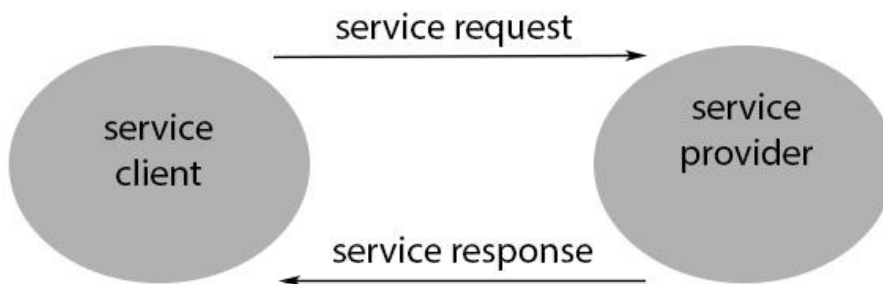 service request
service
client
service
provider
service response